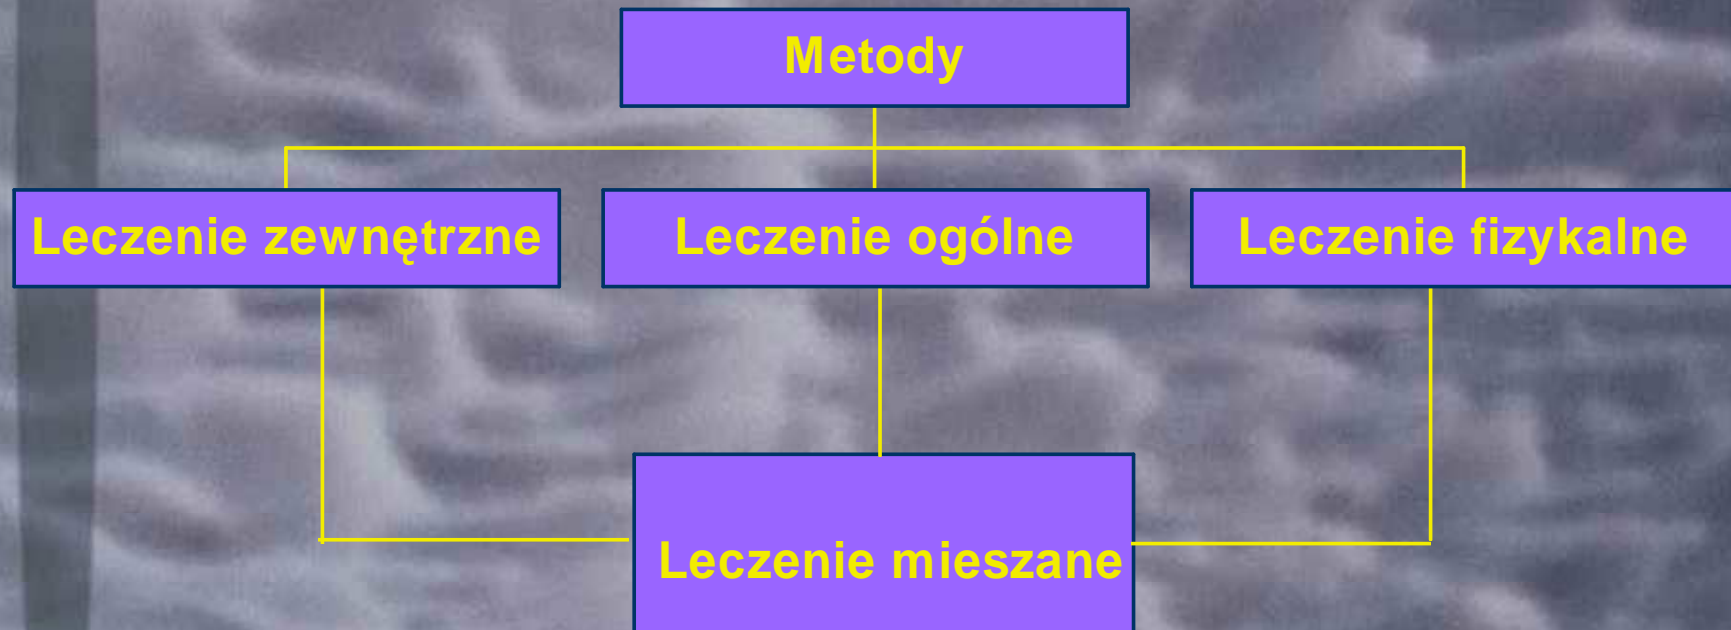 Metody
Leczenie zewnętrzne
Leczenie ogólne
Leczenie fizykalne
Leczenie mieszane